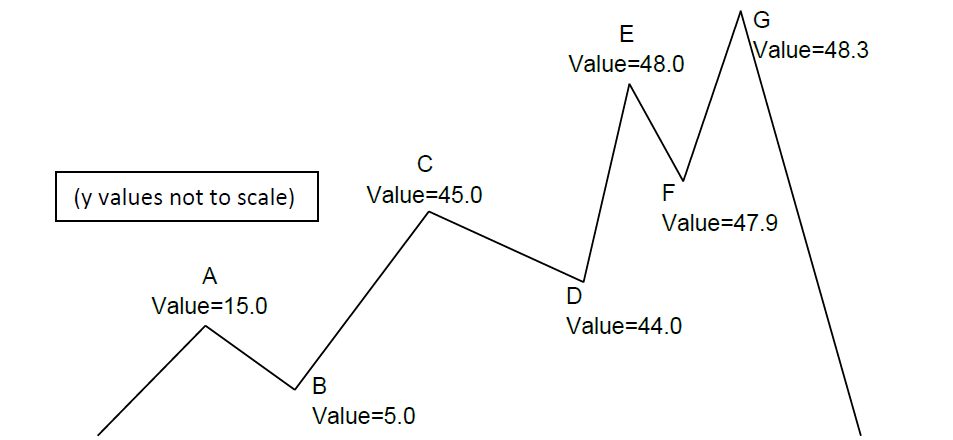 G
Value=48.3
E
Value=48.0
C
Value=45.0
(y values not to scale)
F
Value=47.9
A
Value=15.0
D
Value=44.0
B
Value=5.0